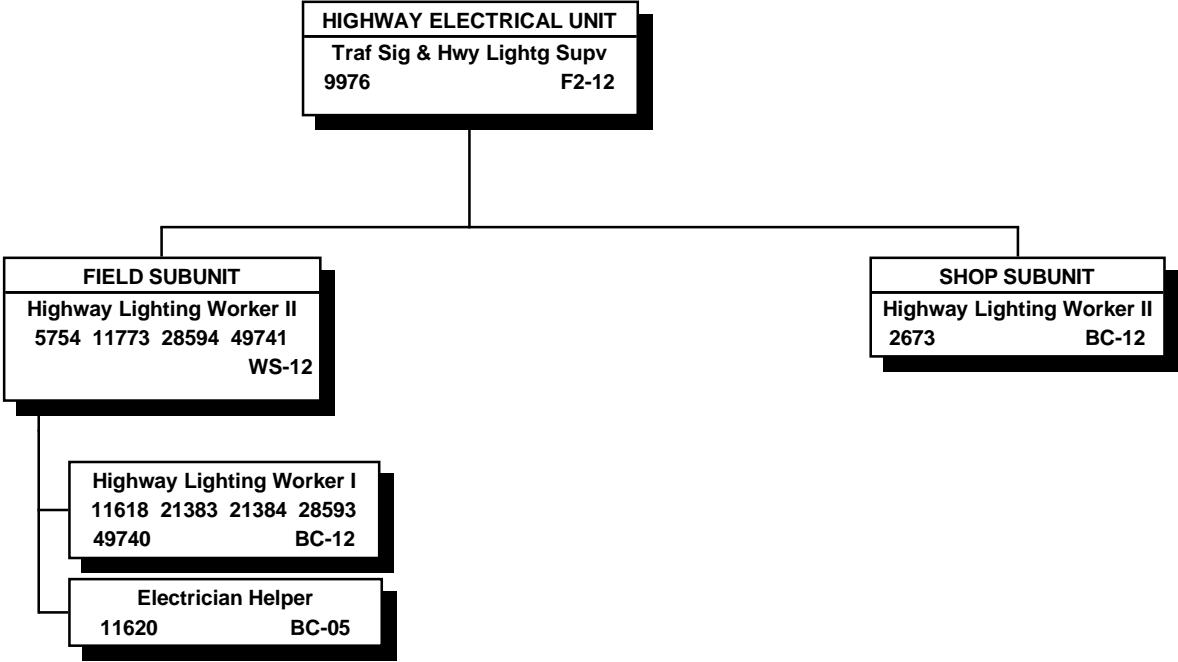 HIGHWAY ELECTRICAL UNIT
Traf Sig & Hwy Lightg Supv
9976 F2-12
FIELD SUBUNIT
Highway Lighting Worker II
5754 11773 28594 49741
WS-12
SHOP SUBUNIT
Highway Lighting Worker II
2673 BC-12
Highway Lighting Worker I
11618 21383 21384 28593
49740 BC-12
Electrician Helper
11620 BC-05